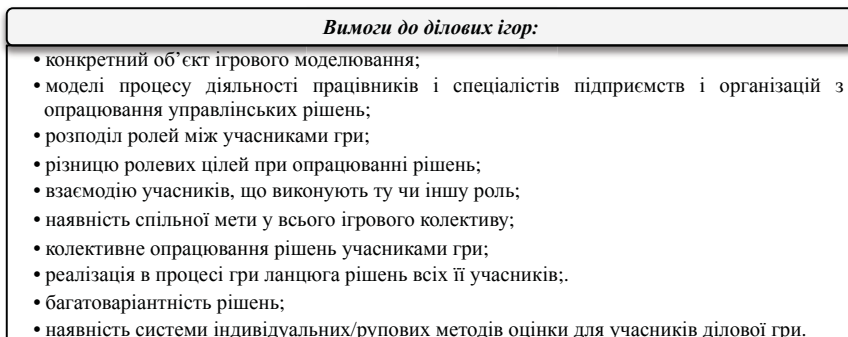 Вимоги до ділових ігор:
• конкретний об’єкт ігрового моделювання;
• моделі процесу діяльності працівників і спеціалістів підприємств і організацій з
опрацювання управлінських рішень;
• розподіл ролей між учасниками гри;
• різницю ролевих цілей при опрацюванні рішень;
• взаємодію учасників, що виконують ту чи іншу роль;
• наявність спільної мети у всього ігрового колективу;
• колективне опрацювання рішень учасниками гри;
• реалізація в процесі гри ланцюга рішень всіх її учасників;.
• багатоваріантність рішень;
• наявність системи індивідуальних/рупових методів оцінки для учасників ділової гри.